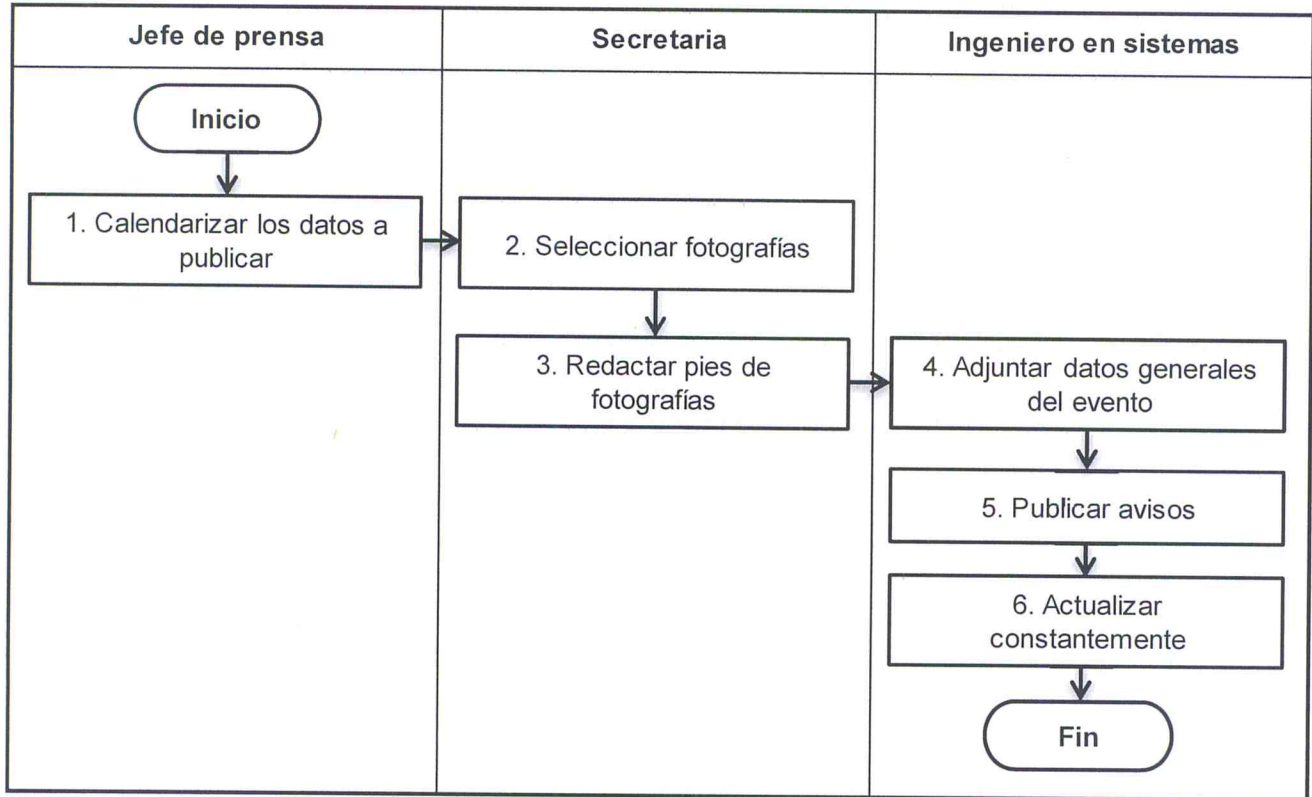 Jefe de prensa
Secretaria
Ingeniero en sistemas
Inicio
1. Calendarizar los datos a
publicar
2. Seleccionar fotografías
3. Redactar pies de
fotografías
4. Adjuntar datos generales
del evento
5. Publicar avisos
6. Actualizar
constantemente
Fin